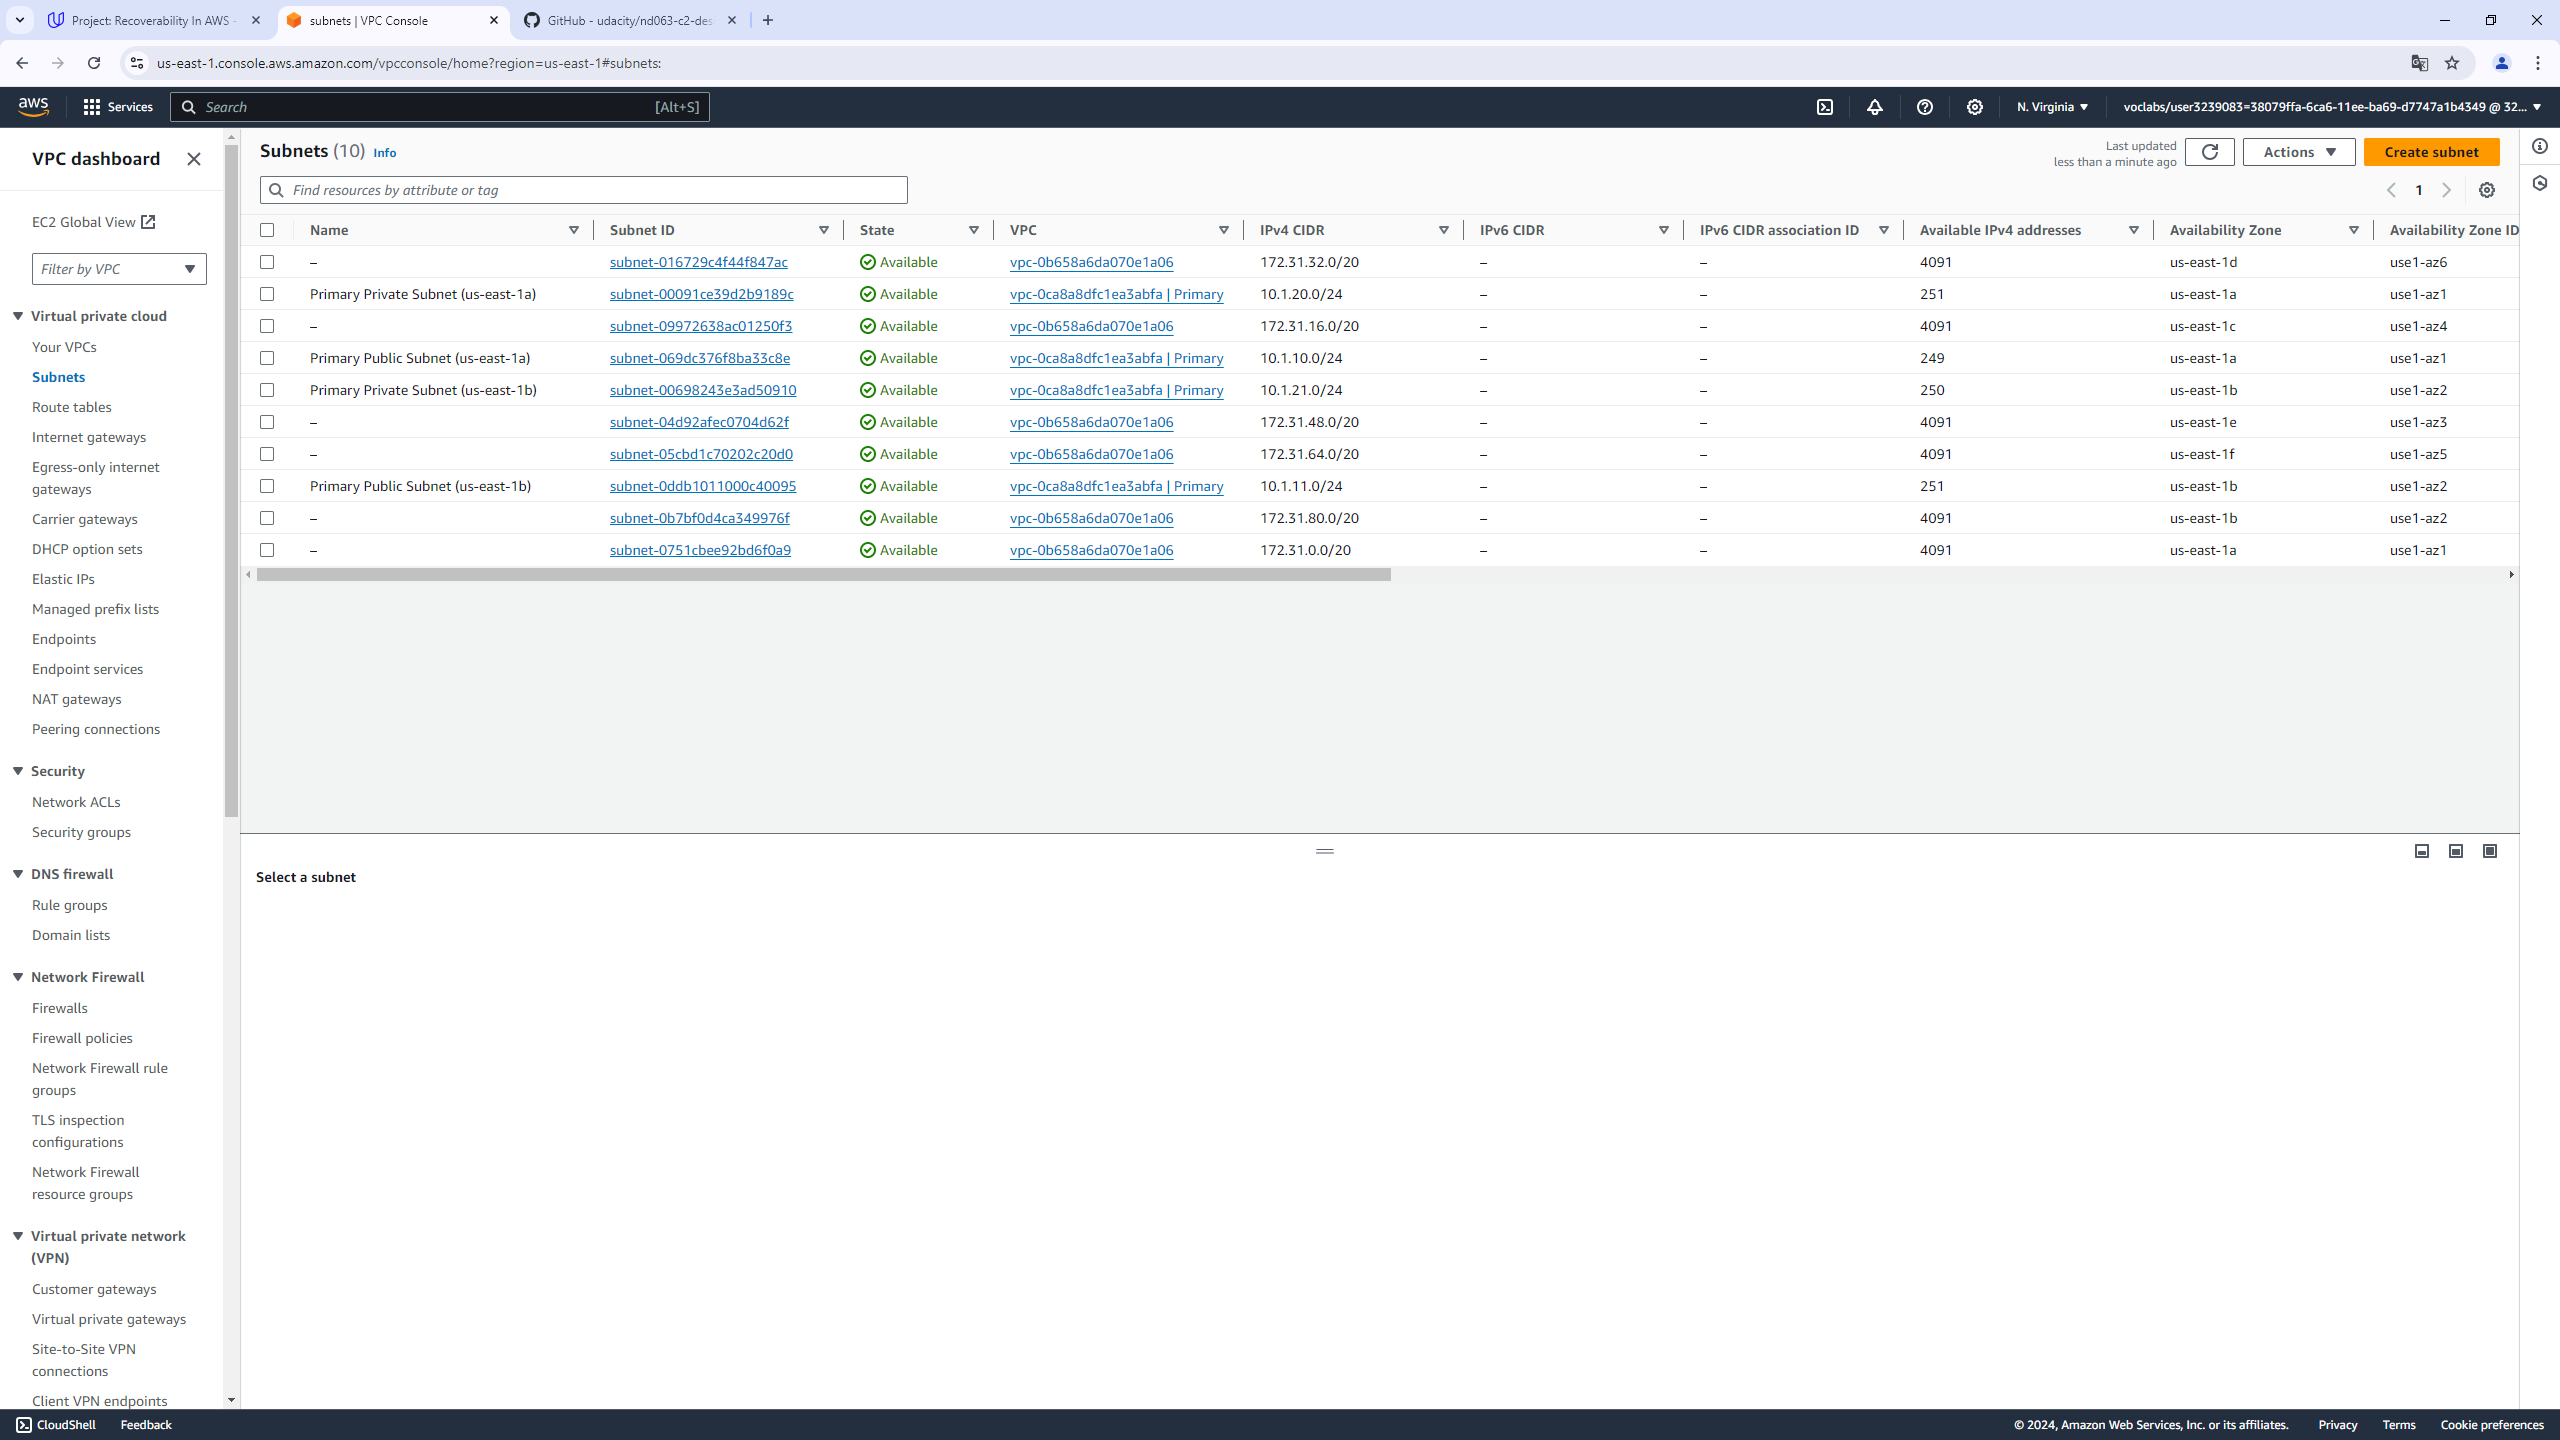 Project: Recoverability In AWS -
subnets | VPC Console
GitHub - udacity/nd063-c2-des
us-east-1.console.aws.amazon.com/vpcconsole/home?region=us-east-1#subnets:
aws
Services
Search
[Alt+S]
N. Virginia
voclabs/user3239083=38079ffa-6ca6-11ee-ba69-d7747a1b4349 @ 32...
VPC dashboard
EC2 Global View
Filter by VPC
Virtual private cloud
Your VPCs
Subnets
Route tables
Internet gateways
Egress-only internet
gateways
Carrier gateways
DHCP option sets
Elastic IPs
Managed prefix lists
Endpoints
Endpoint services
NAT gateways
Peering connections
Security
Network ACLs
Security groups
DNS firewall
Rule groups
Domain lists
Network Firewall
Firewalls
Firewall policies
Network Firewall rule
groups
TLS inspection
configurations
Network Firewall
resource groups
Virtual private network
(VPN)
Customer gateways
Virtual private gateways
Site-to-Site VPN
connections
Client VPN endpoints
Subnets (10) Info
Last updated
less than a minute ago
Actions
Create subnet
Find resources by attribute or tag
1
Name Subnet ID State VPC IPv4 CIDR IPv6 CIDR IPv6 CIDR association ID Available IPv4 addresses Availability Zone Availability Zone ID
– subnet-016729c4f44f847ac Available vpc-0b658a6da070e1a06 172.31.32.0/20 – – 4091 us-east-1d use1-az6
Primary Private Subnet (us-east-1a) subnet-00091ce39d2b9189c Available vpc-0ca8a8dfc1ea3abfa | Primary 10.1.20.0/24 – – 251 us-east-1a use1-az1
– subnet-09972638ac01250f3 Available vpc-0b658a6da070e1a06 172.31.16.0/20 – – 4091 us-east-1c use1-az4
Primary Public Subnet (us-east-1a) subnet-069dc376f8ba33c8e Available vpc-0ca8a8dfc1ea3abfa | Primary 10.1.10.0/24 – – 249 us-east-1a use1-az1
Primary Private Subnet (us-east-1b) subnet-00698243e3ad50910 Available vpc-0ca8a8dfc1ea3abfa | Primary 10.1.21.0/24 – – 250 us-east-1b use1-az2
– subnet-04d92afec0704d62f Available vpc-0b658a6da070e1a06 172.31.48.0/20 – – 4091 us-east-1e use1-az3
– subnet-05cbd1c70202c20d0 Available vpc-0b658a6da070e1a06 172.31.64.0/20 – – 4091 us-east-1f use1-az5
Primary Public Subnet (us-east-1b) subnet-0ddb1011000c40095 Available vpc-0ca8a8dfc1ea3abfa | Primary 10.1.11.0/24 – – 251 us-east-1b use1-az2
– subnet-0b7bf0d4ca349976f Available vpc-0b658a6da070e1a06 172.31.80.0/20 – – 4091 us-east-1b use1-az2
– subnet-0751cbee92bd6f0a9 Available vpc-0b658a6da070e1a06 172.31.0.0/20 – – 4091 us-east-1a use1-az1
Select a subnet
CloudShell
Feedback
© 2024, Amazon Web Services, Inc. or its affiliates.
Privacy
Terms
Cookie preferences